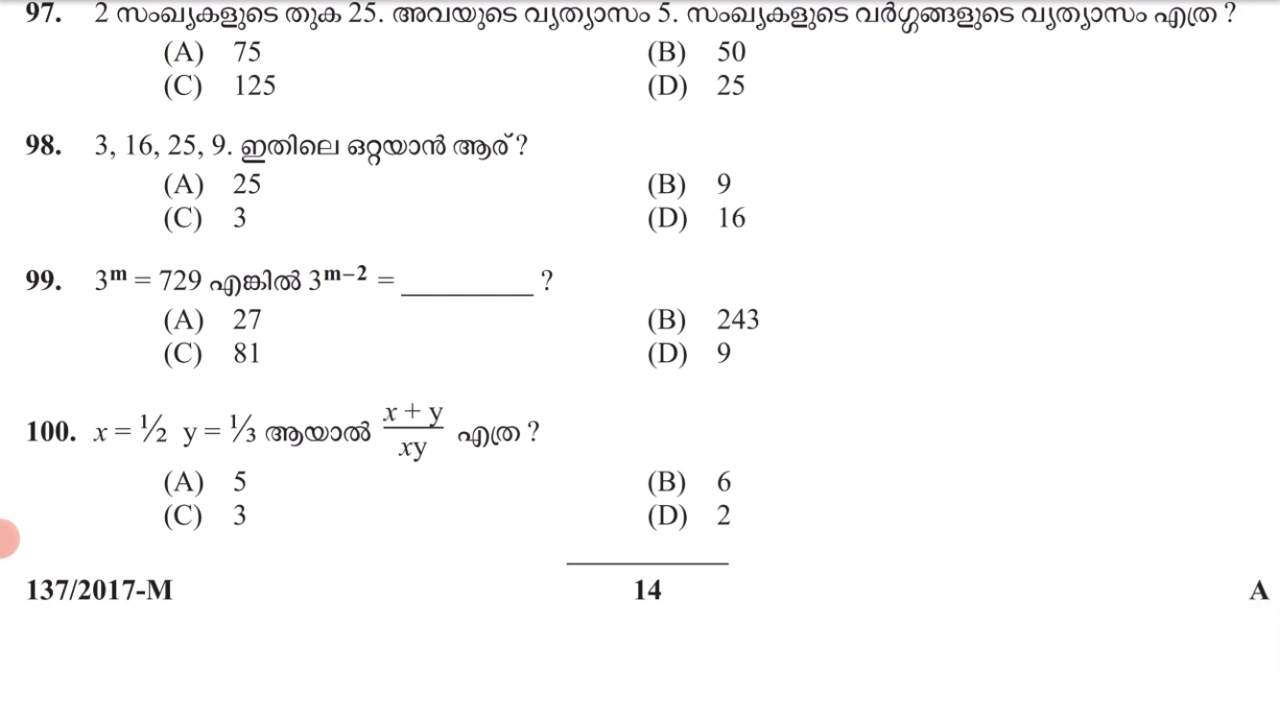 97. 2 സംഖ്യകളുടെ തുക 25. അവയുടെ വ്യത്യാസം 5. സംഖ്യകളുടെ വർഗ്ഗങ്ങളുടെ വ്യത്യാസം എത്ര ?
(A) 75 (B) 50
(C) 125 (D) 25
98. 3, 16, 25, 9. ഇതിലെ ഒറ്റയാൻ ആര് ?
(A) 25 (B) 9
(C) 3 (D) 16
99. 3^m = 729 എങ്കിൽ 3^m−2 = __________ ?
(A) 27 (B) 243
(C) 81 (D) 9
100. x = ½ y = ⅓ ആയാൽ (x + y)/xy എത്ര ?
(A) 5 (B) 6
(C) 3 (D) 2
137/2017-M 14 A